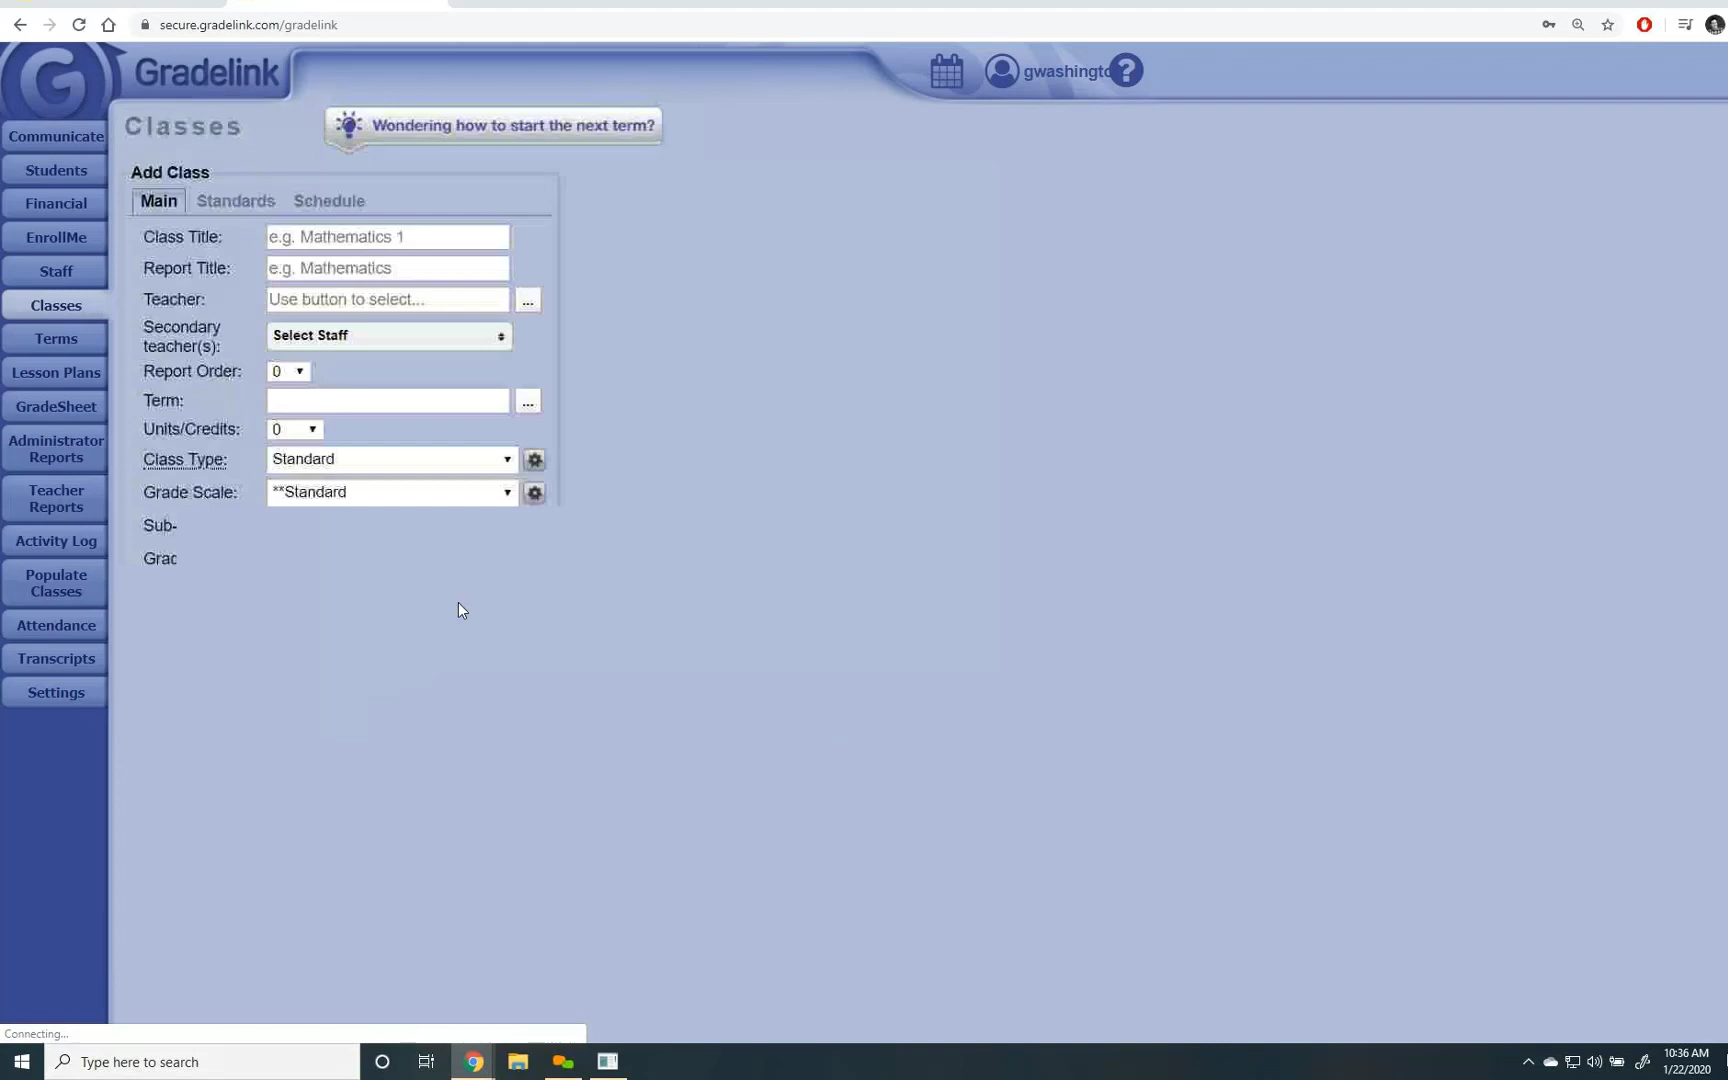 secure.gradelink.com/gradelink
G Gradelink
gwashingto
?
Classes
Wondering how to start the next term?
Communicate
Students
Financial
EnrollMe
Staff
Classes
Terms
Lesson Plans
GradeSheet
Administrator
Reports
Teacher
Reports
Activity Log
Populate
Classes
Attendance
Transcripts
Settings
Add Class
Main Standards Schedule
Class Title: e.g. Mathematics 1
Report Title: e.g. Mathematics
Teacher: Use button to select... ...
Secondary
teacher(s): Select Staff
Report Order: 0
Term: ...
Units/Credits: 0
Class Type: Standard
Grade Scale: **Standard
Sub-
Grac
Connecting...
Type here to search
10:36 AM
1/22/2020